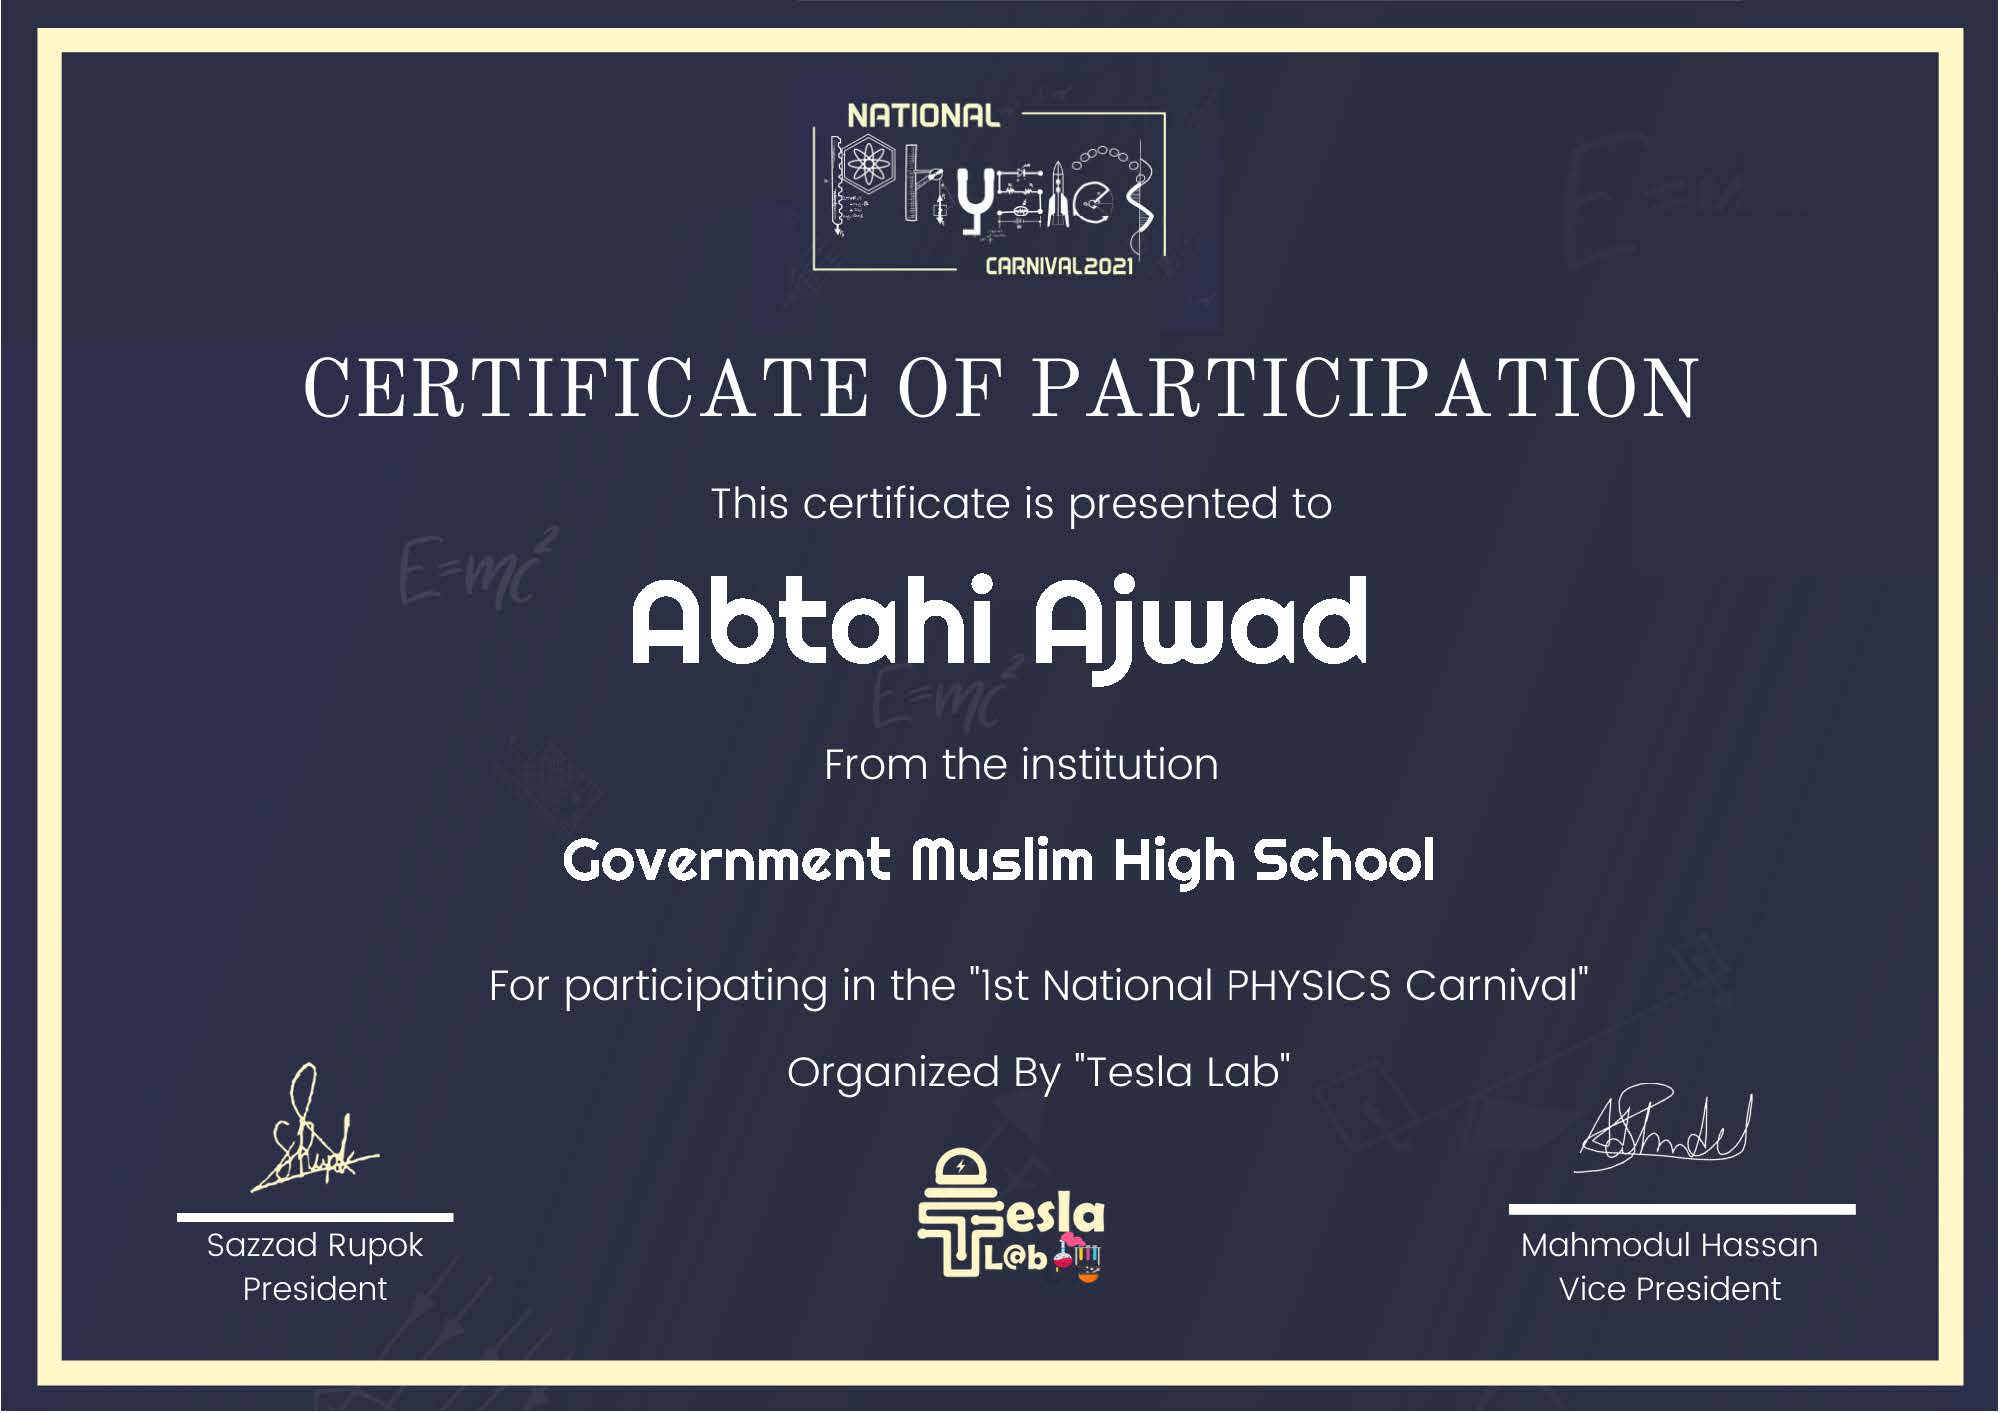 NATIONAL
Physics
CARNIVAL2021
CERTIFICATE OF PARTICIPATION
This certificate is presented to
E=mc²
Abtahi Ajwad
E=mc²
From the institution
Government Muslim High School
For participating in the "1st National PHYSICS Carnival"
Organized By "Tesla Lab"
Tesla
L@b
Sazzad Rupok
President
Mahmodul Hassan
Vice President